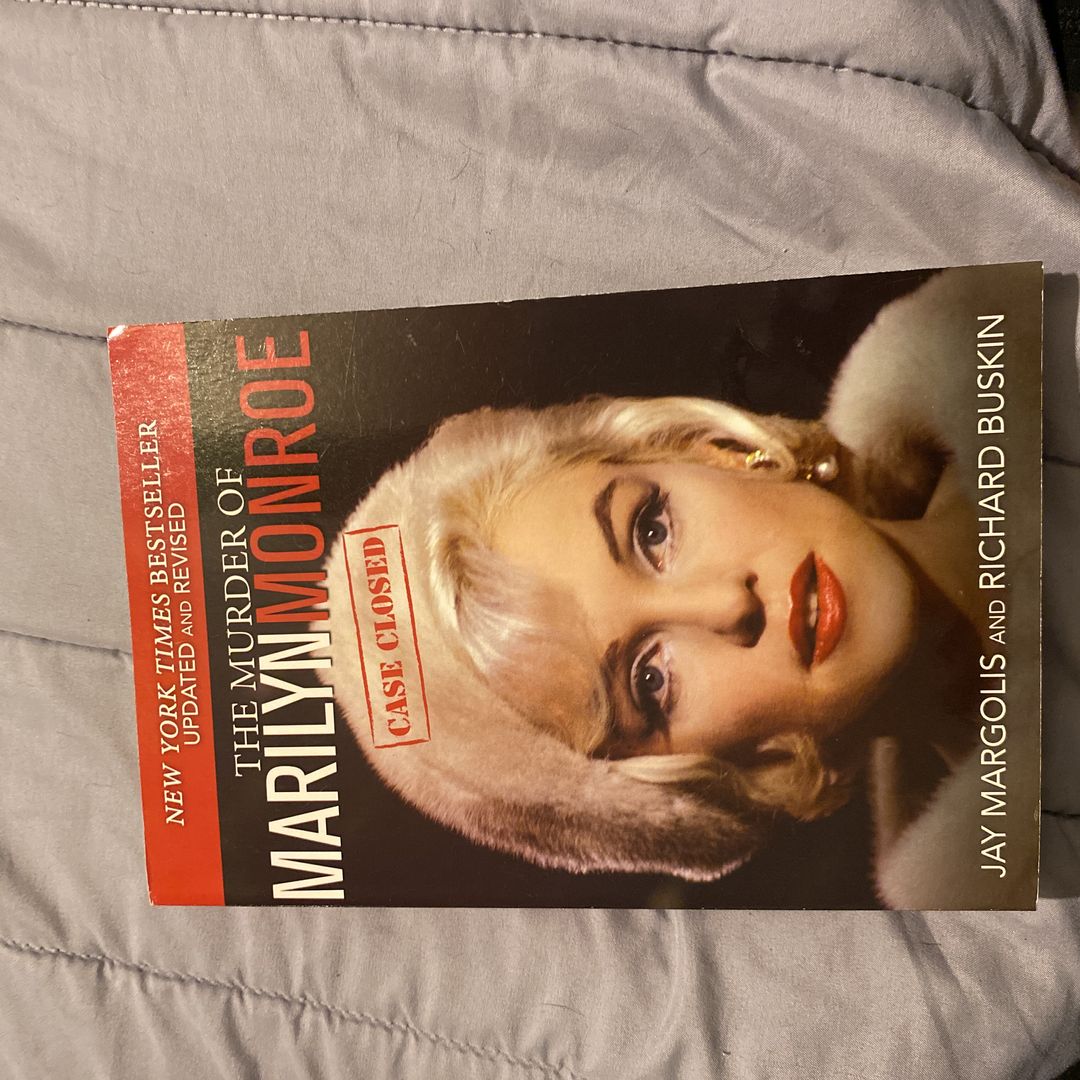 NEW YORK TIMES BESTSELLER
UPDATED AND REVISED
THE MURDER OF
MARILYN MONROE
CASE CLOSED
JAY MARGOLIS AND RICHARD BUSKIN